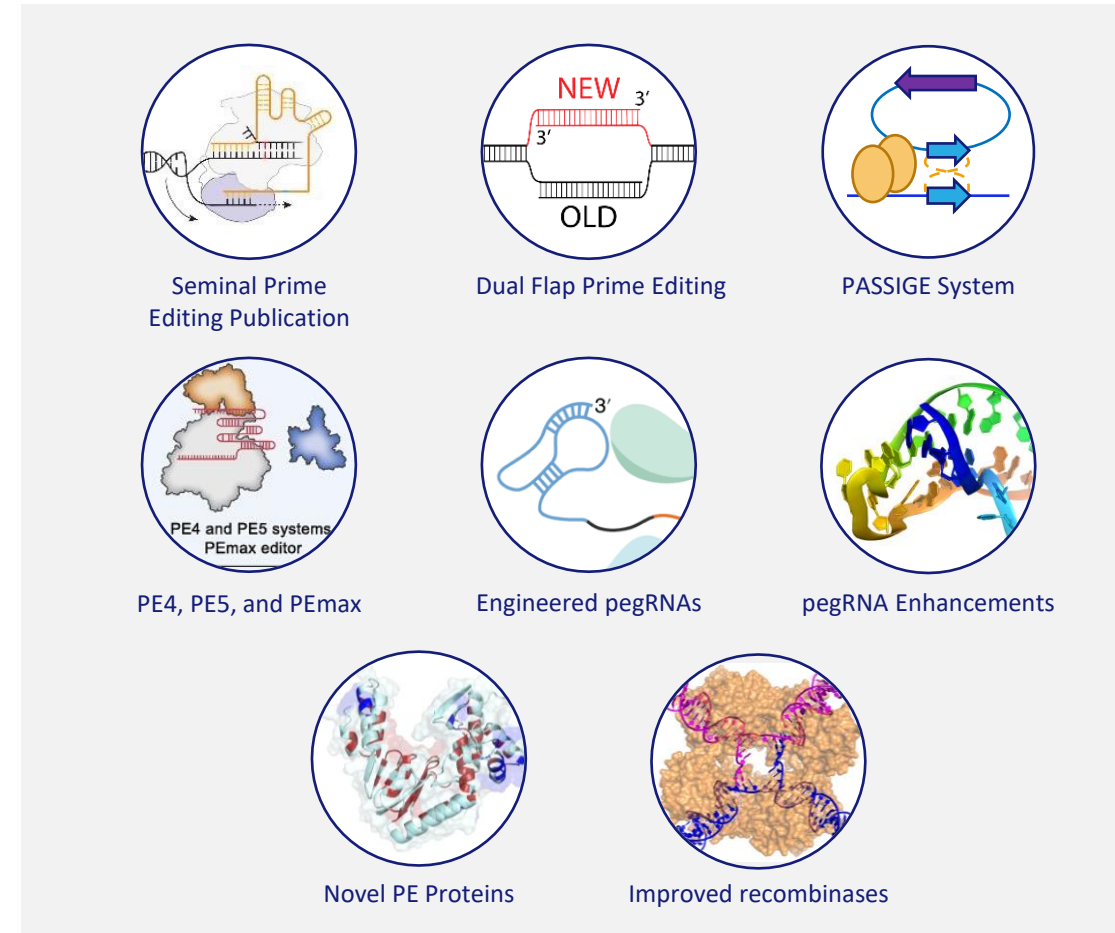 NEW
3′
3′
OLD
Seminal Prime
Editing Publication
Dual Flap Prime Editing
PASSIGE System
PE4 and PE5 systems
PEmax editor
3′
PE4, PE5, and PEmax
Engineered pegRNAs
pegRNA Enhancements
Novel PE Proteins
Improved recombinases